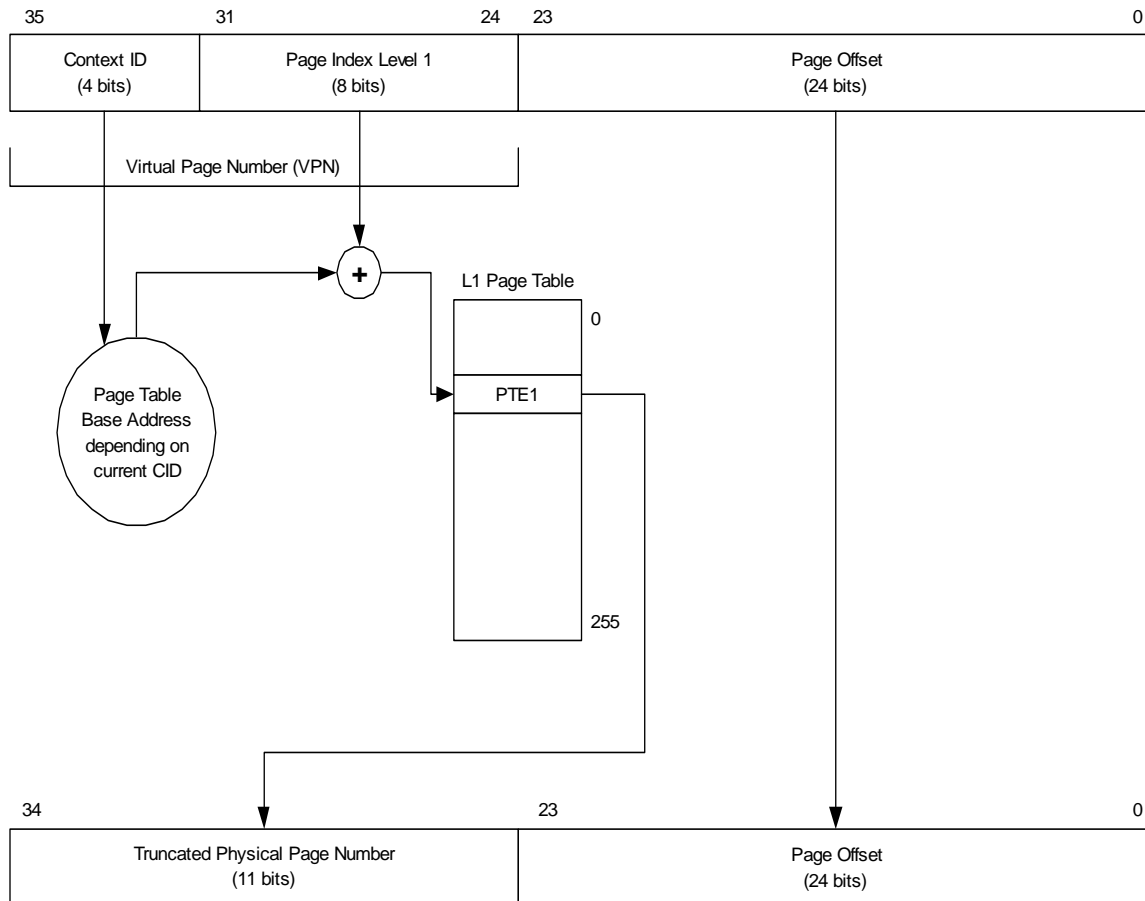 35
31
24
23
0
Context ID
(4 bits)
Page Index Level 1
(8 bits)
Page Offset
(24 bits)
Virtual Page Number (VPN)
+
L1 Page Table
0
PTE1
255
Page Table
Base Address
depending on
current CID
34
23
0
Truncated Physical Page Number
(11 bits)
Page Offset
(24 bits)